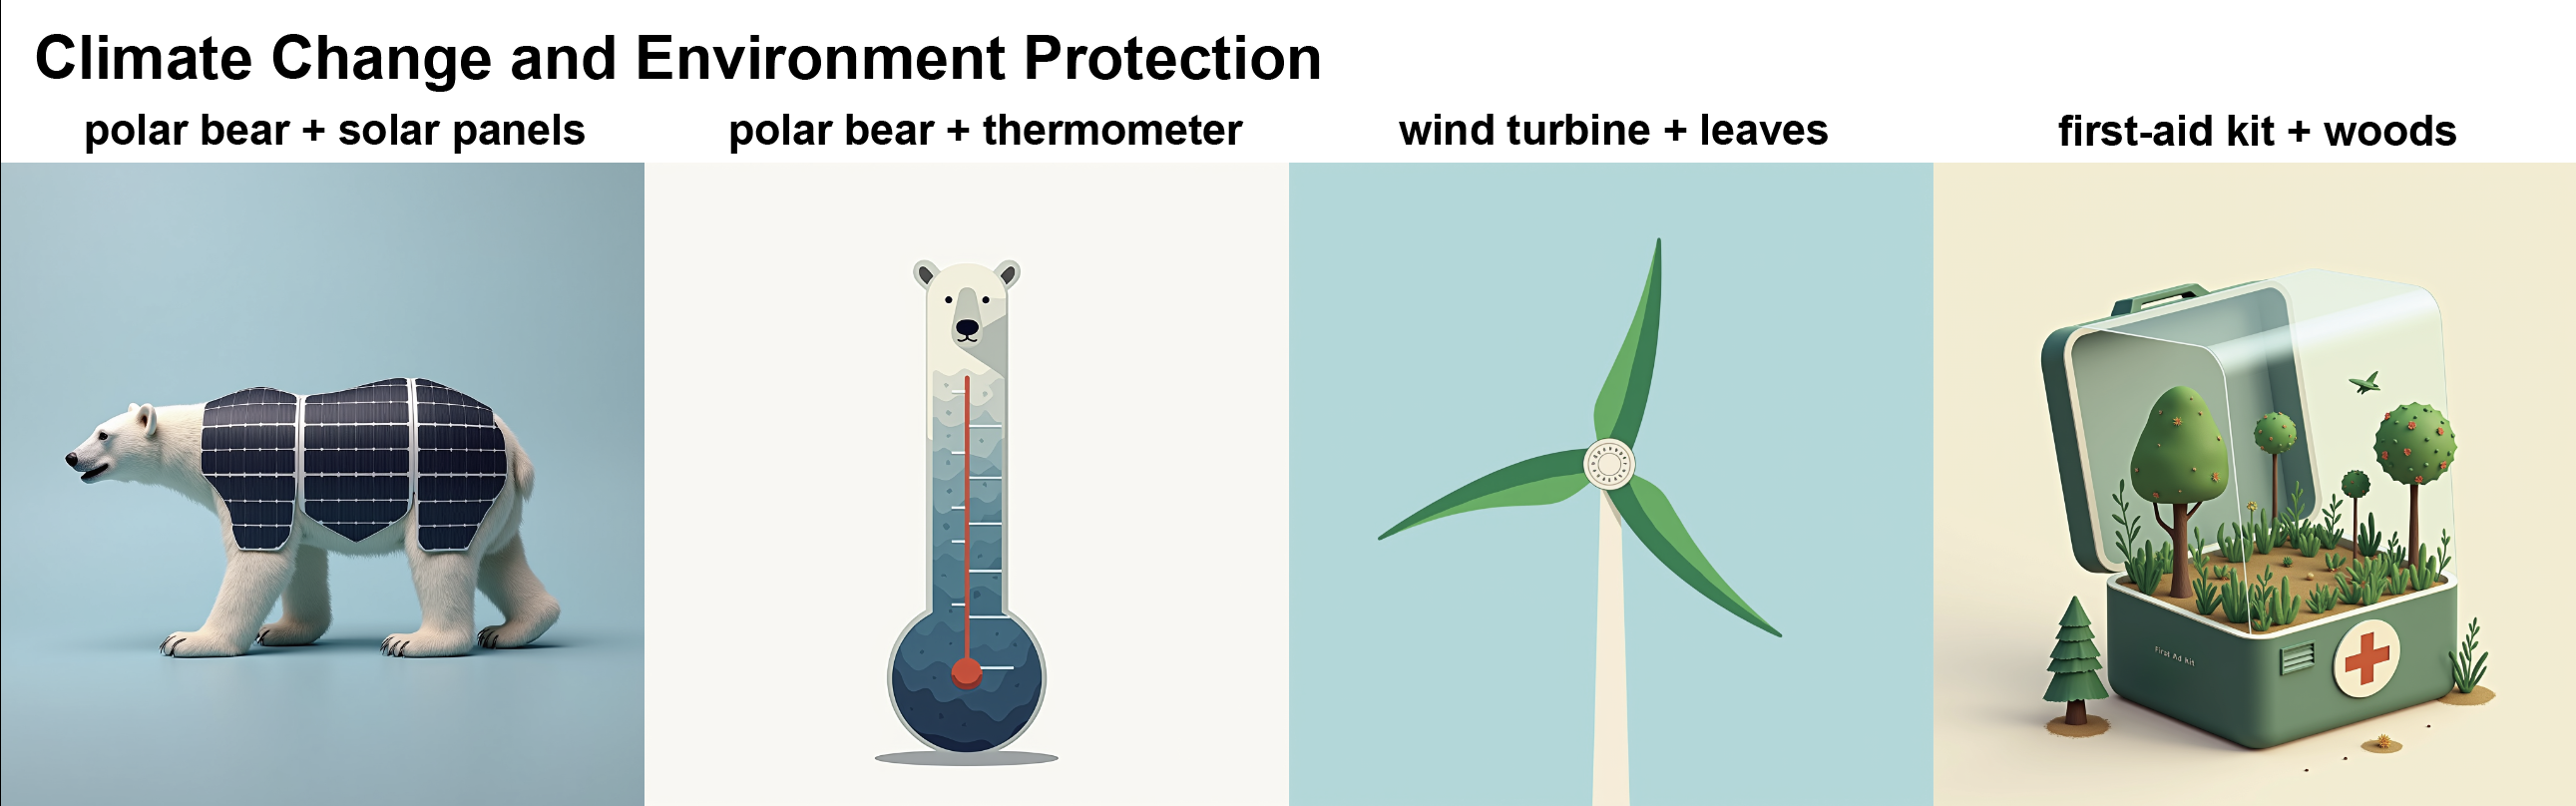 Climate Change and Environment Protection
polar bear + solar panels
polar bear + thermometer
wind turbine + leaves
first-aid kit + woods
First Ad Kit